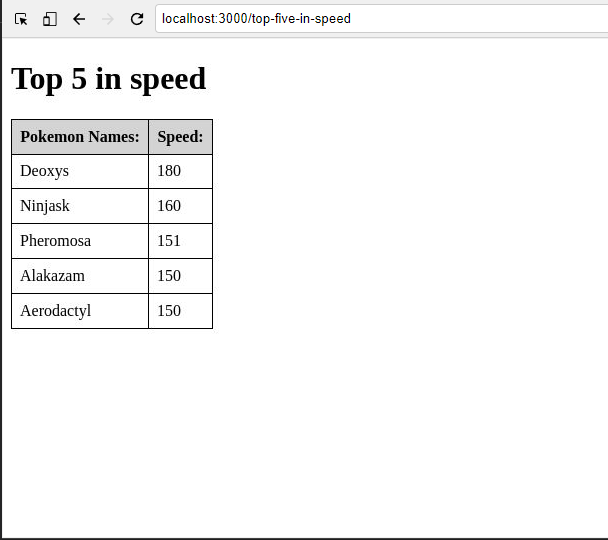 localhost:3000/top-five-in-speed
Top 5 in speed
Pokemon Names: Speed:
Deoxys 180
Ninjask 160
Pheromosa 151
Alakazam 150
Aerodactyl 150